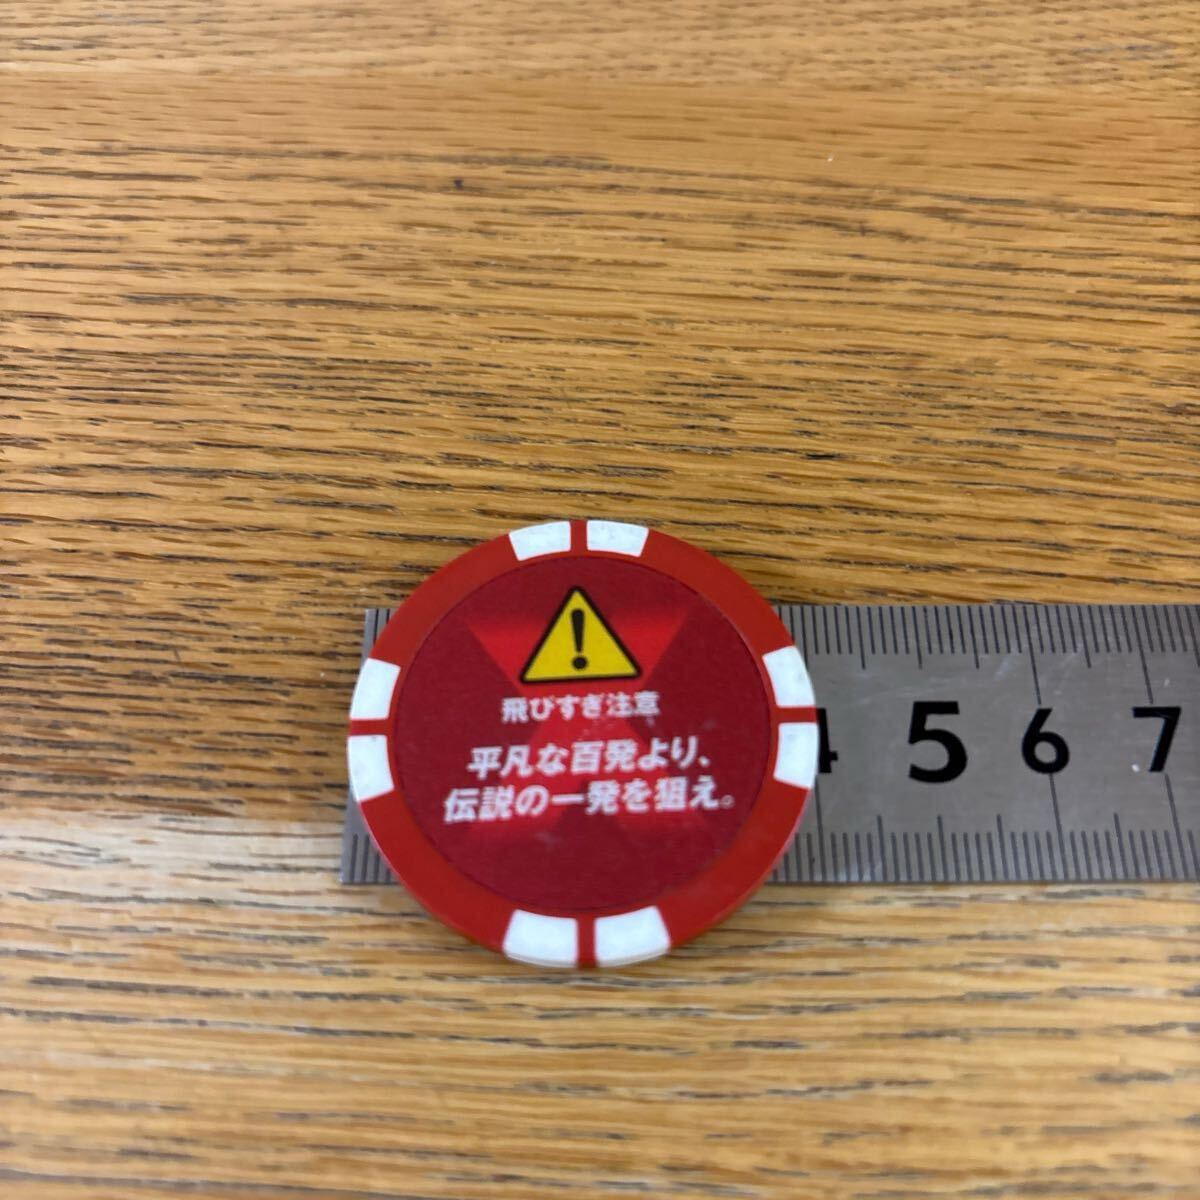 飛びすぎ注意
平凡な百発より、
伝説の一発を狙え。
4 5 6 7